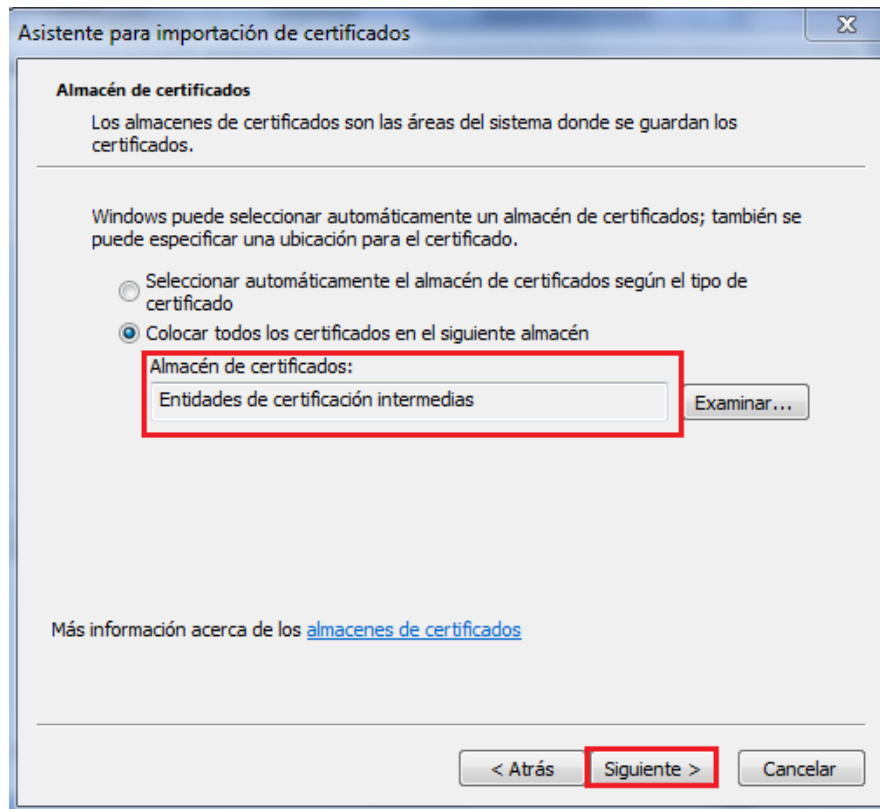 Asistente para importación de certificados
Almacén de certificados
Los almacenes de certificados son las áreas del sistema donde se guardan los
certificados.
Windows puede seleccionar automáticamente un almacén de certificados; también se
puede especificar una ubicación para el certificado.
Seleccionar automáticamente el almacén de certificados según el tipo de
certificado
Colocar todos los certificados en el siguiente almacén
Almacén de certificados:
Entidades de certificación intermedias
Examinar...
Más información acerca de los almacenes de certificados
< Atrás
Siguiente >
Cancelar